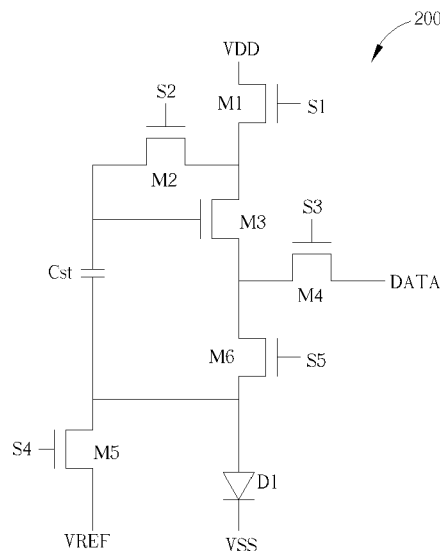 200
VDD
S2
M1
S1
M2
S3
M3
Cst
M4
DATA
M6
S5
S4
M5
D1
VREF
VSS